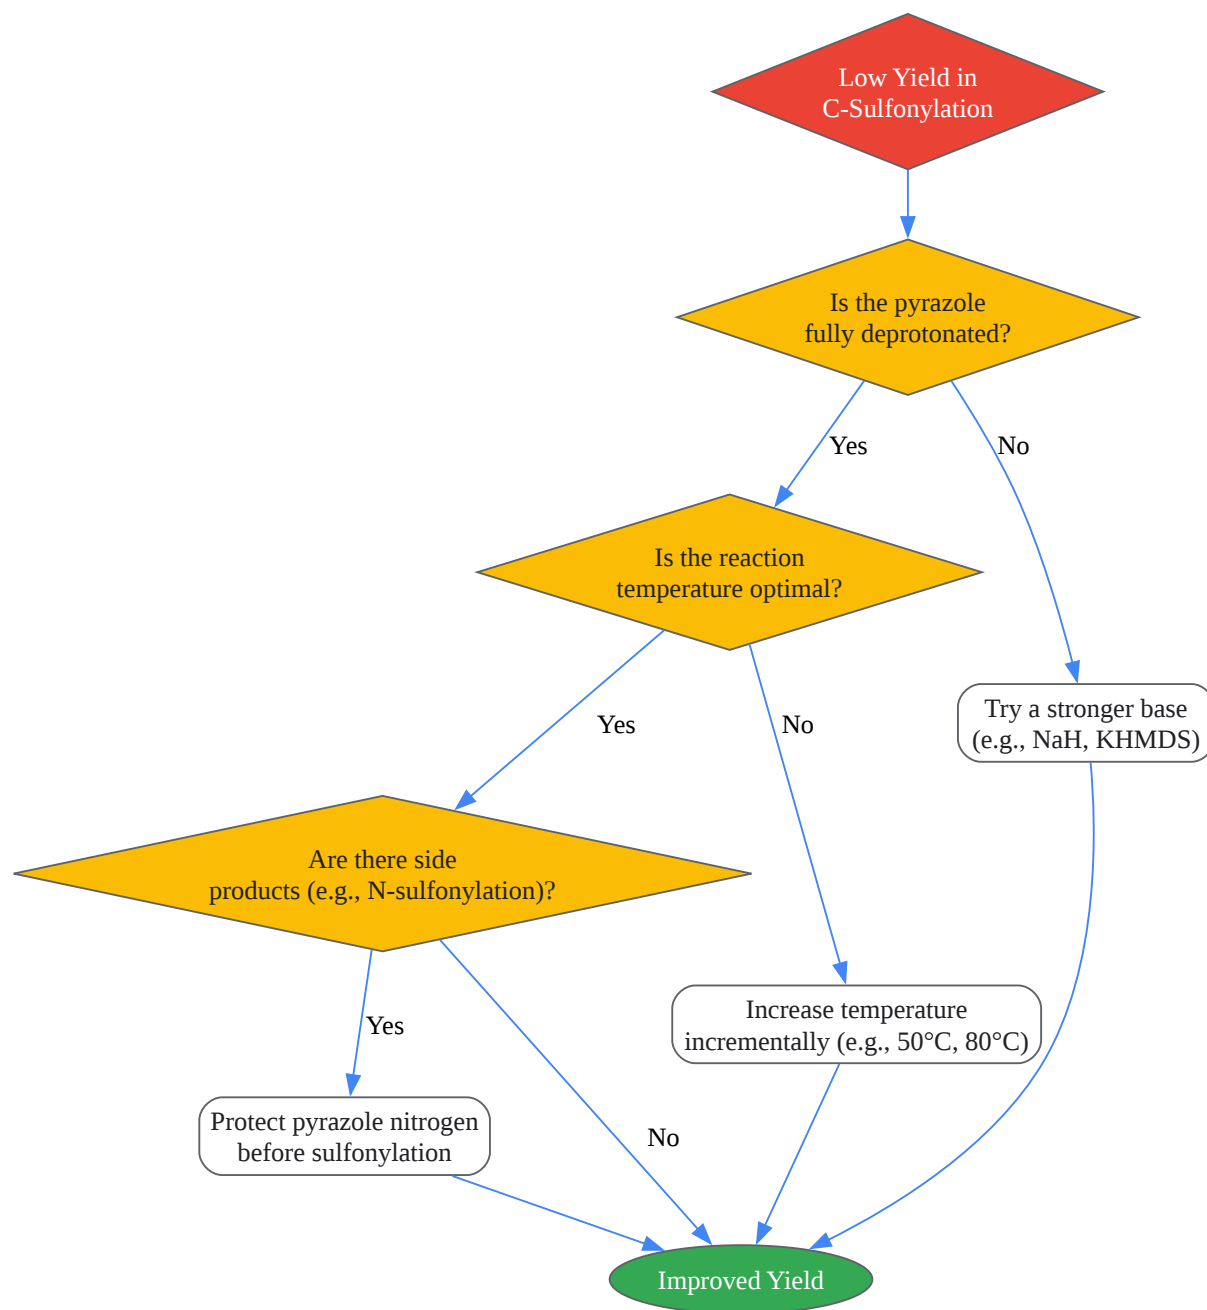 Low Yield in
C-Sulfonylation
Is the pyrazole
fully deprotonated?
Yes
No
Is the reaction
temperature optimal?
Yes
No
Try a stronger base
(e.g., NaH, KHMDS)
Are there side
products (e.g., N-sulfonylation)?
Yes
No
Increase temperature
incrementally (e.g., 50°C, 80°C)
Protect pyrazole nitrogen
before sulfonylation
Improved Yield